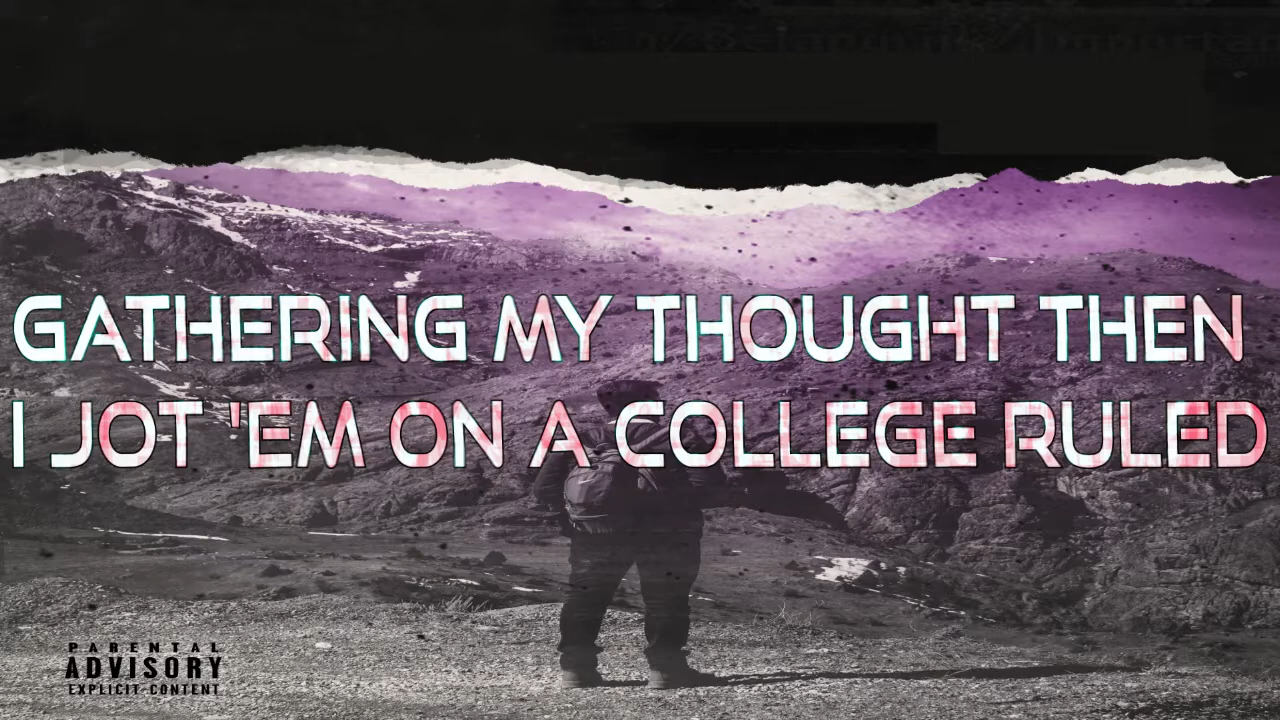 GATHERING MY THOUGHT THEN
I JOT 'EM ON A COLLEGE RULED
PARENTAL
ADVISORY
EXPLICIT CONTENT